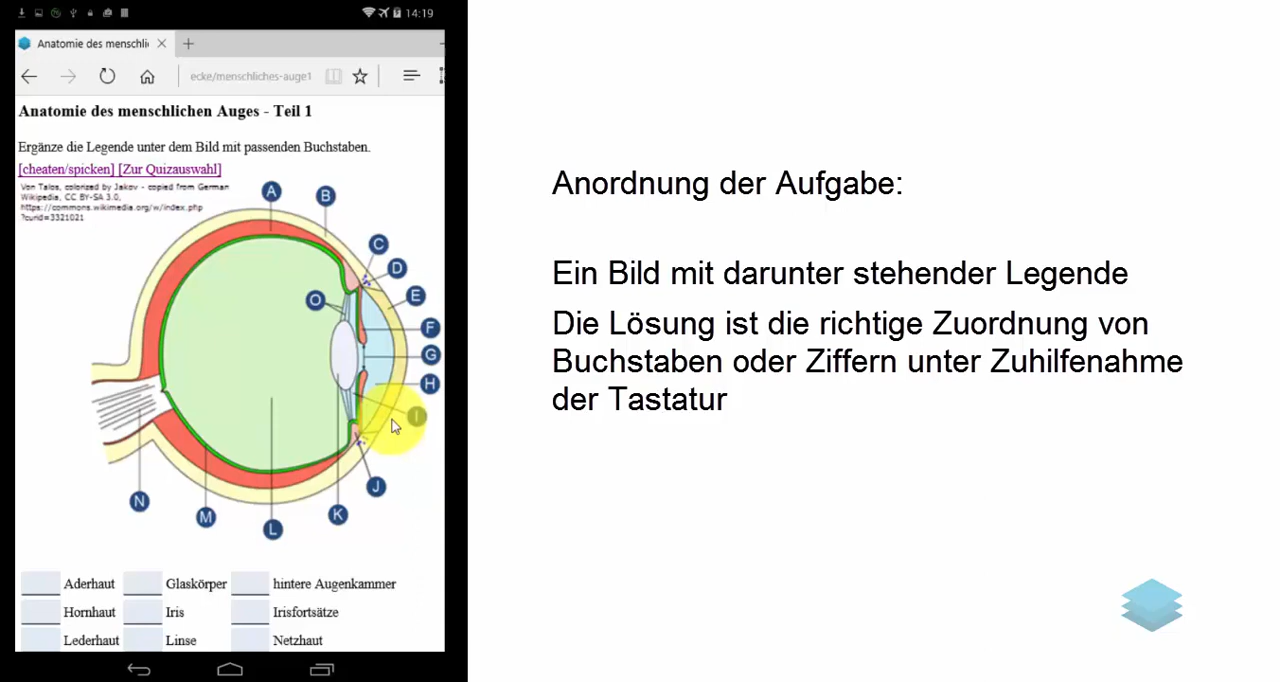 14:19
Anatomie des menschli
ecke/menschliches-auge1
Anatomie des menschlichen Auges - Teil 1
Ergänze die Legende unter dem Bild mit passenden Buchstaben.
[cheaten/spicken] [Zur Quizauswahl]
Von Talos, colorized by Jakov - copied from German
Wikipedia, CC BY-SA 3.0,
https://commons.wikimedia.org/w/index.php
?curid=3321021
A
B
C
D
E
O
F
G
H
I
J
N
M
K
L
Aderhaut Glaskörper hintere Augenkammer
Hornhaut Iris Irisfortsätze
Lederhaut Linse Netzhaut
Anordnung der Aufgabe:
Ein Bild mit darunter stehender Legende
Die Lösung ist die richtige Zuordnung von
Buchstaben oder Ziffern unter Zuhilfenahme
der Tastatur